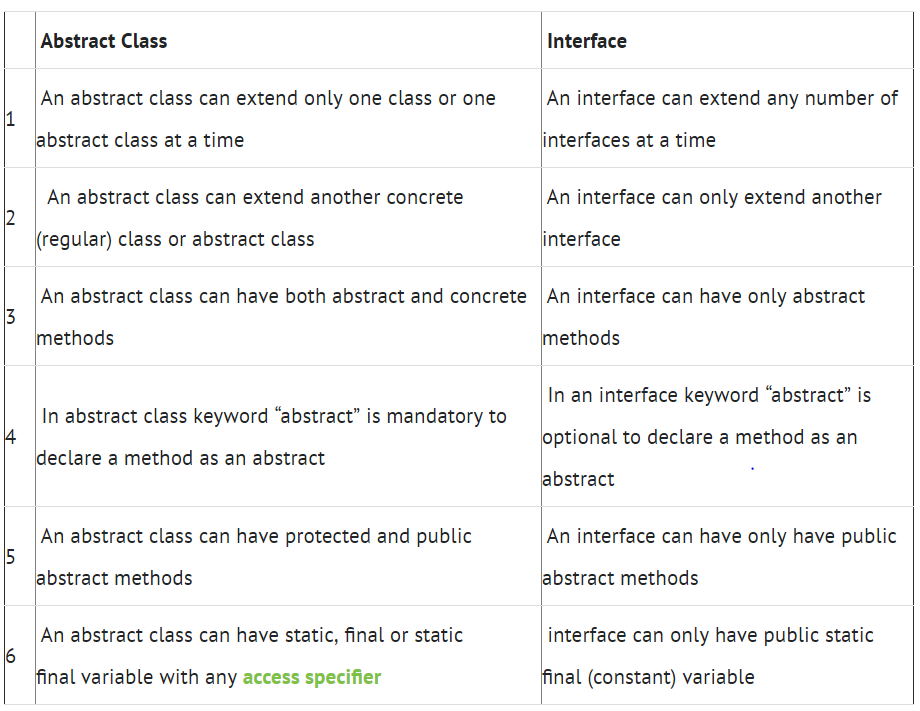 Abstract Class
Interface
1
An abstract class can extend only one class or one
abstract class at a time
An interface can extend any number of
interfaces at a time
2
An abstract class can extend another concrete
(regular) class or abstract class
An interface can only extend another
interface
3
An abstract class can have both abstract and concrete
methods
An interface can have only abstract
methods
4
In abstract class keyword “abstract” is mandatory to
declare a method as an abstract
In an interface keyword “abstract” is
optional to declare a method as an
abstract
5
An abstract class can have protected and public
abstract methods
An interface can have only have public
abstract methods
6
An abstract class can have static, final or static
final variable with any access specifier
interface can only have public static
final (constant) variable